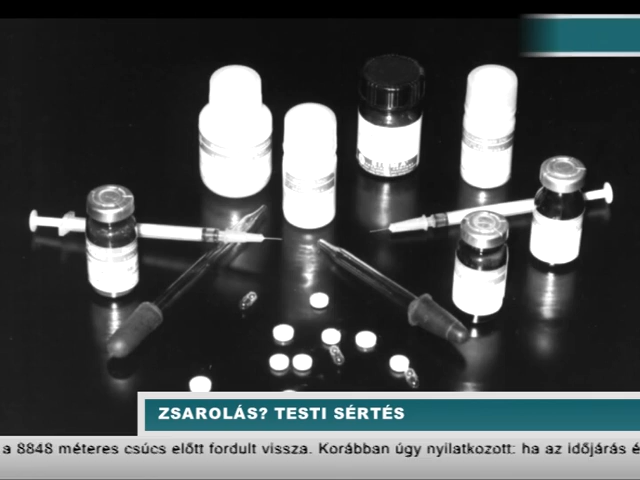 ZSAROLÁS? TESTI SÉRTÉS
a 8848 méteres csúcs előtt fordult vissza. Korábban úgy nyilatkozott: ha az időjárás é